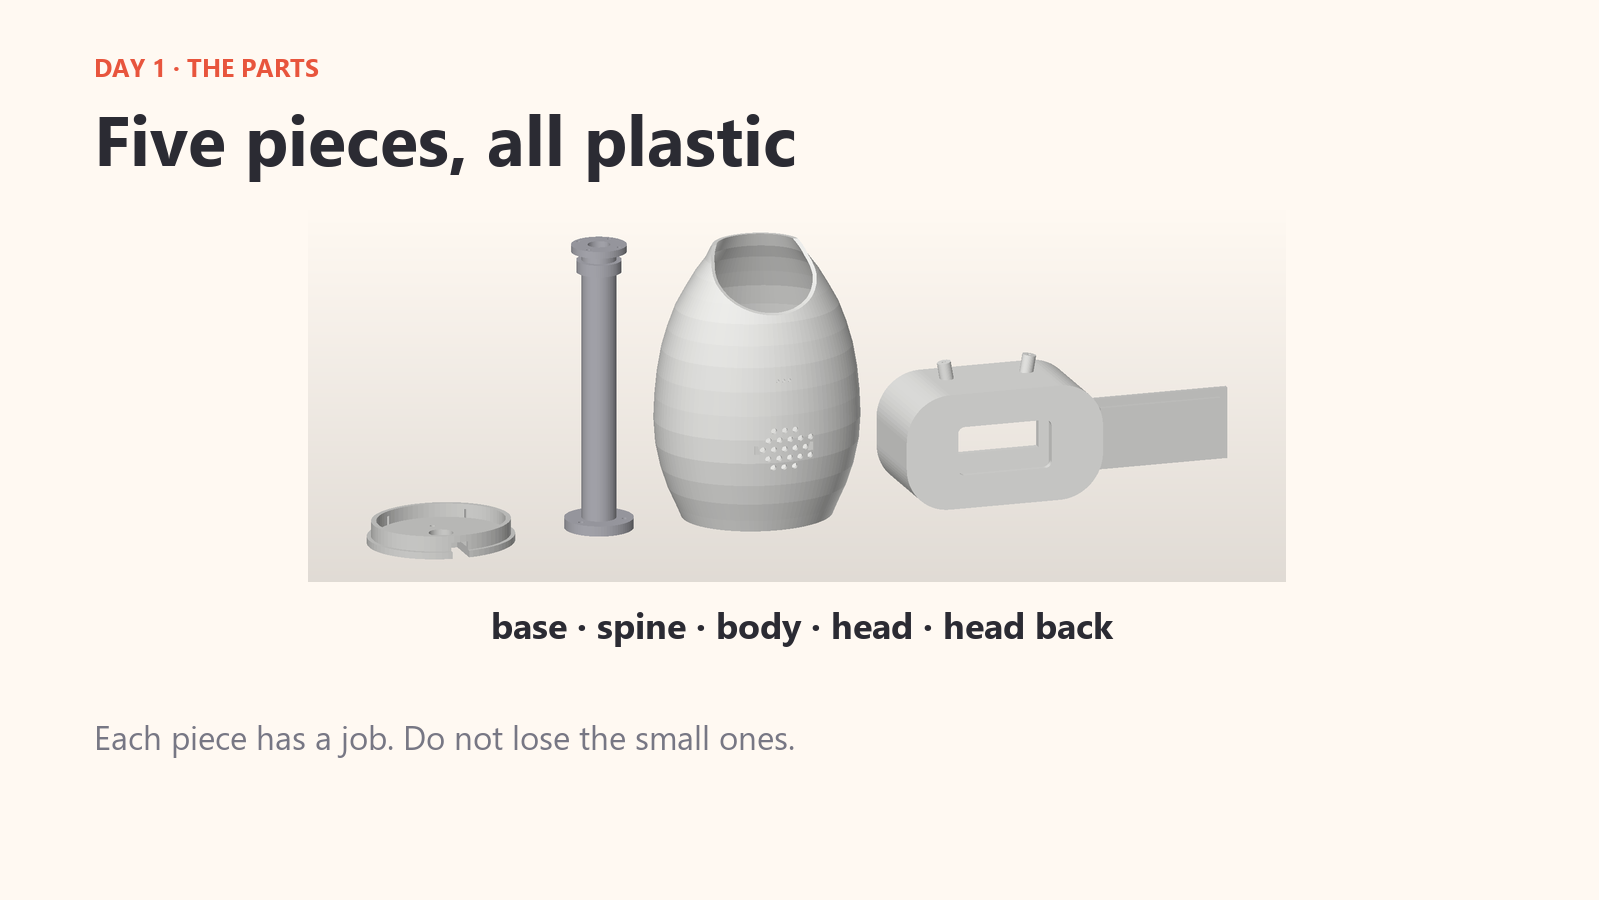 DAY 1 · THE PARTS
Five pieces, all plastic
base · spine · body · head · head back
Each piece has a job. Do not lose the small ones.